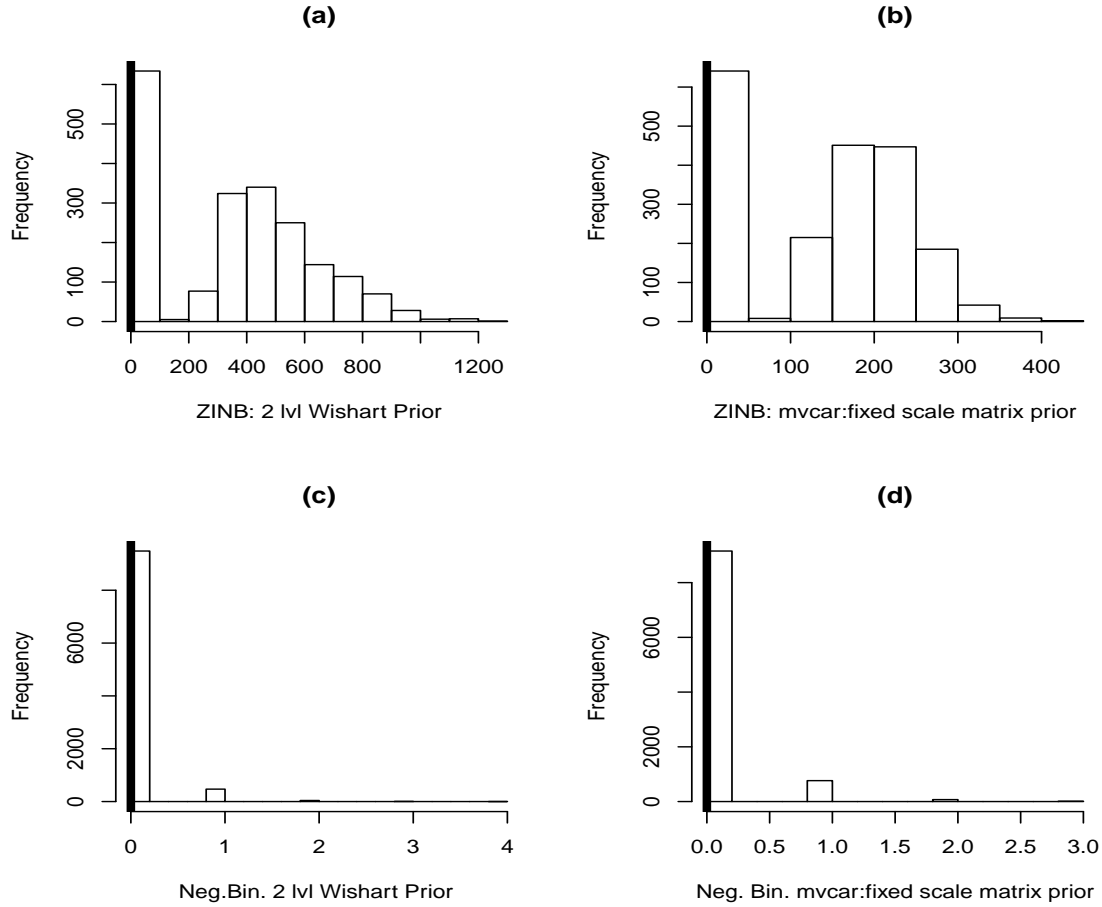 (a)
Frequency
0 100 300 500
0 200 400 600 800 1200
ZINB: 2 lvl Wishart Prior
(b)
Frequency
0 100 300 500
0 100 200 300 400
ZINB: mvcar:fixed scale matrix prior
(c)
Frequency
0 2000 6000
0 1 2 3 4
Neg.Bin. 2 lvl Wishart Prior
(d)
Frequency
0 2000 6000
0.0 0.5 1.0 1.5 2.0 2.5 3.0
Neg. Bin. mvcar:fixed scale matrix prior